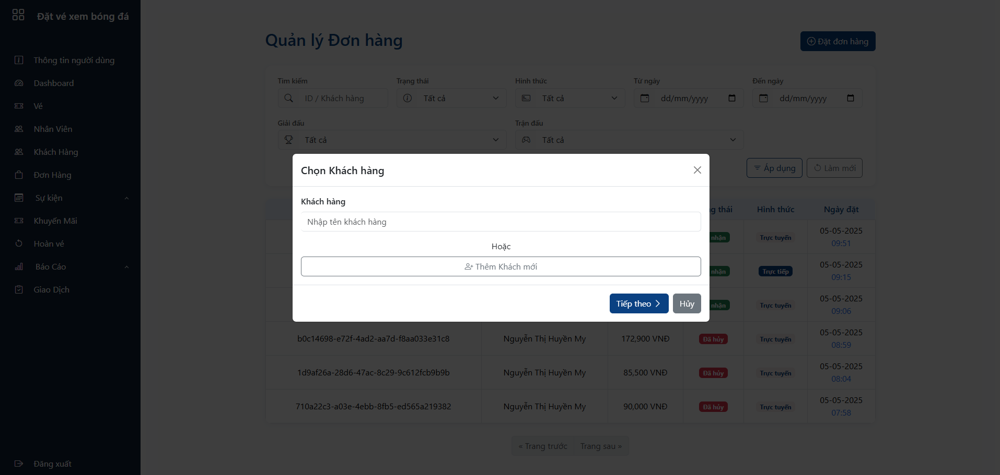 Đặt vé xem bóng đá
Thông tin người dùng
Dashboard
Vé
Nhân Viên
Khách Hàng
Đơn Hàng
Sự kiện
Khuyến Mãi
Hoàn vé
Báo Cáo
Giao Dịch
Đăng xuất
Quản lý Đơn hàng
Đặt đơn hàng
Tìm kiếm Trạng thái Hình thức Từ ngày Đến ngày
ID / Khách hàng Tất cả Tất cả dd/mm/yyyy dd/mm/yyyy
Giải đấu Trận đấu
Tất cả Tất cả
Áp dụng Làm mới
Chọn Khách hàng
Khách hàng
Nhập tên khách hàng
Hoặc
Thêm Khách mới
Tiếp theo Hủy
g thái Hình thức Ngày đặt
nhận Trực tuyến 05-05-2025
09:51
nhận Trực tiếp 05-05-2025
09:15
nhận Trực tuyến 05-05-2025
09:06
b0c14698-e72f-4ad2-aa7d-f8aa033e31c8 Nguyễn Thị Huyền My 172,900 VNĐ Đã hủy Trực tuyến 05-05-2025
08:59
1d9af26a-28d6-47ac-8c29-9c612fcb9b9b Nguyễn Thị Huyền My 85,500 VNĐ Đã hủy Trực tuyến 05-05-2025
08:04
710a22c3-a03e-4ebb-8fb5-ed565a219382 Nguyễn Thị Huyền My 90,000 VNĐ Đã hủy Trực tuyến 05-05-2025
07:58
« Trang trước Trang sau »